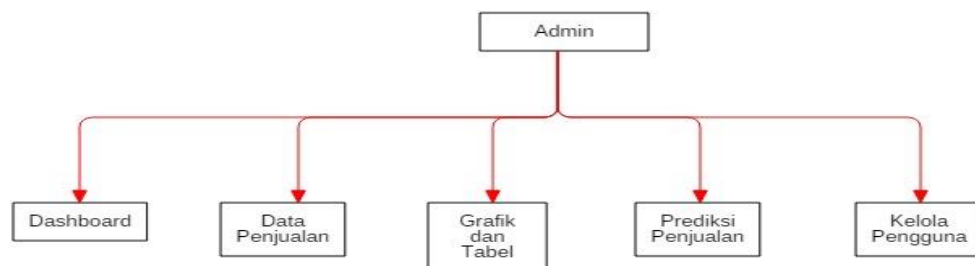 Admin
Dashboard
Data
Penjualan
Grafik
dan
Tabel
Prediksi
Penjualan
Kelola
Pengguna